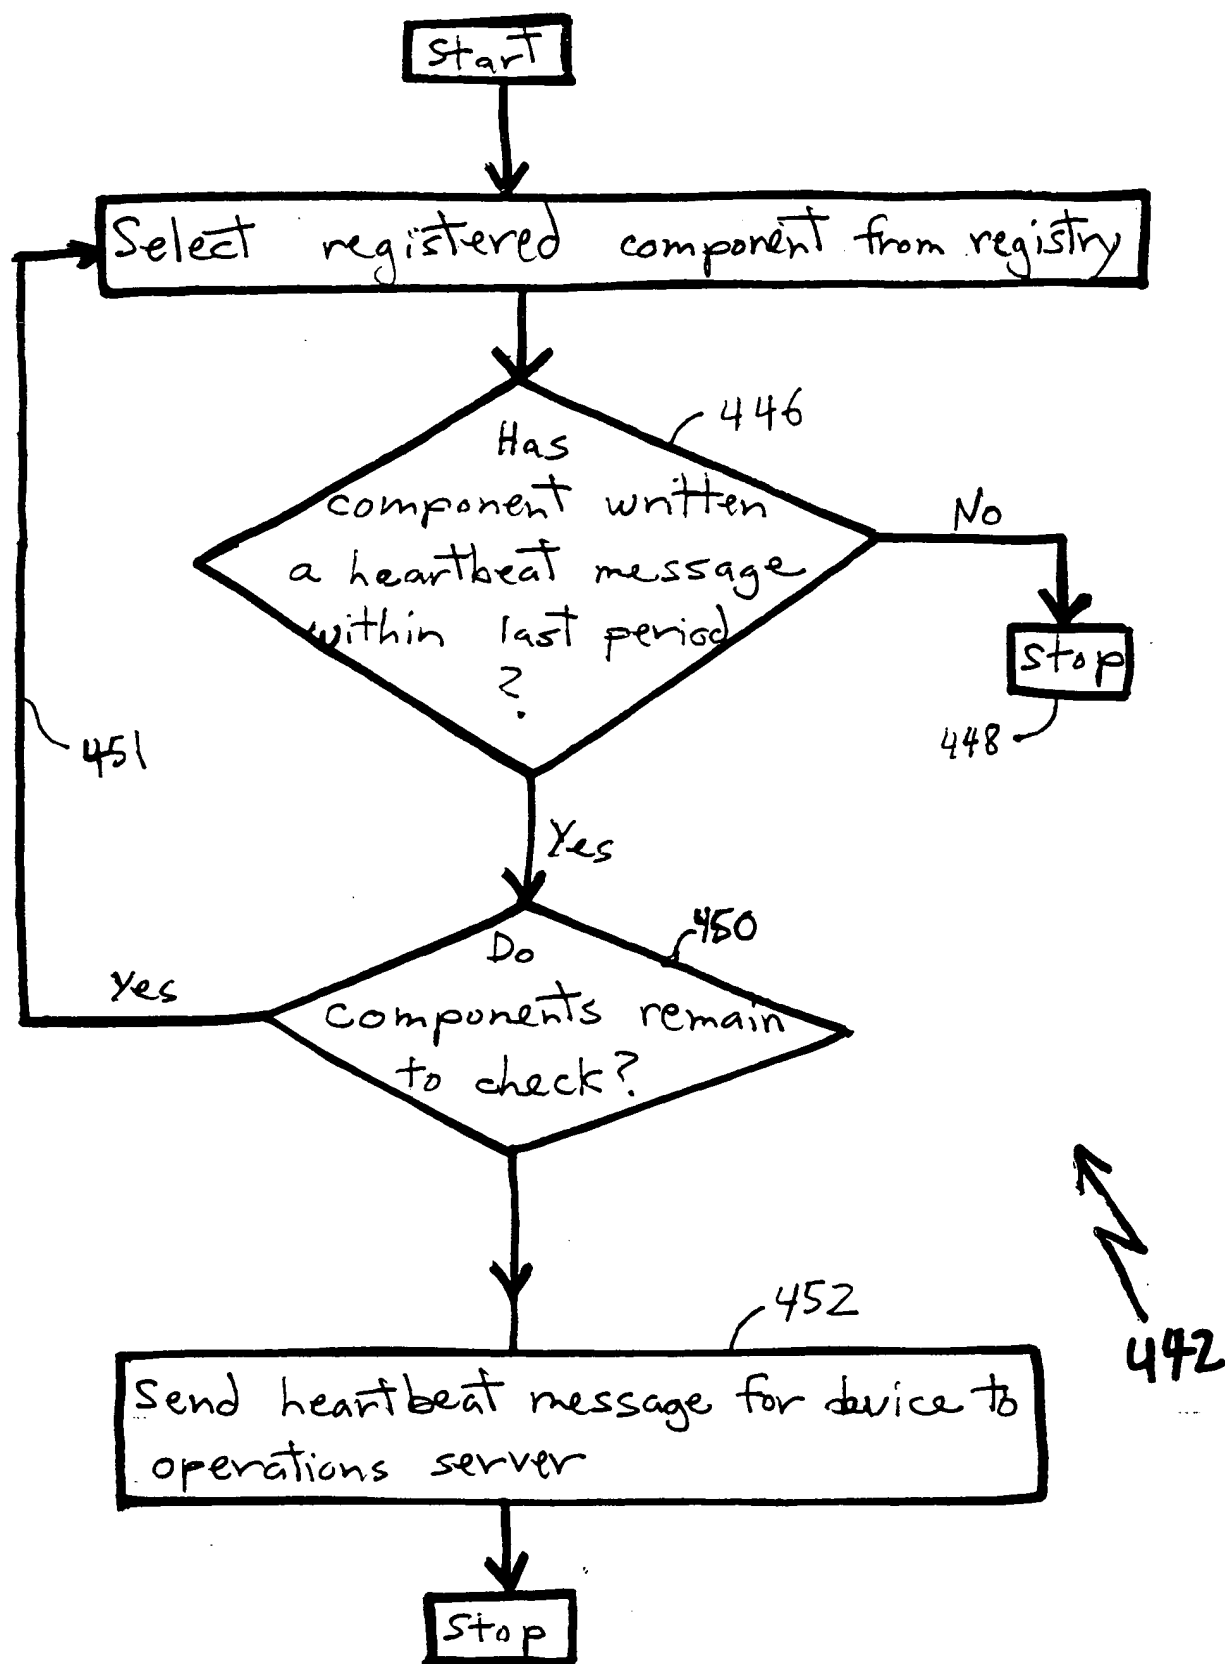 Start
Select registered component from registry
446
Has
component written
a heartbeat message
within last period
?
No
Stop
448
451
Yes
450
Do
components remain
to check?
Yes
452
442
Send heartbeat message for device to
operations server
Stop